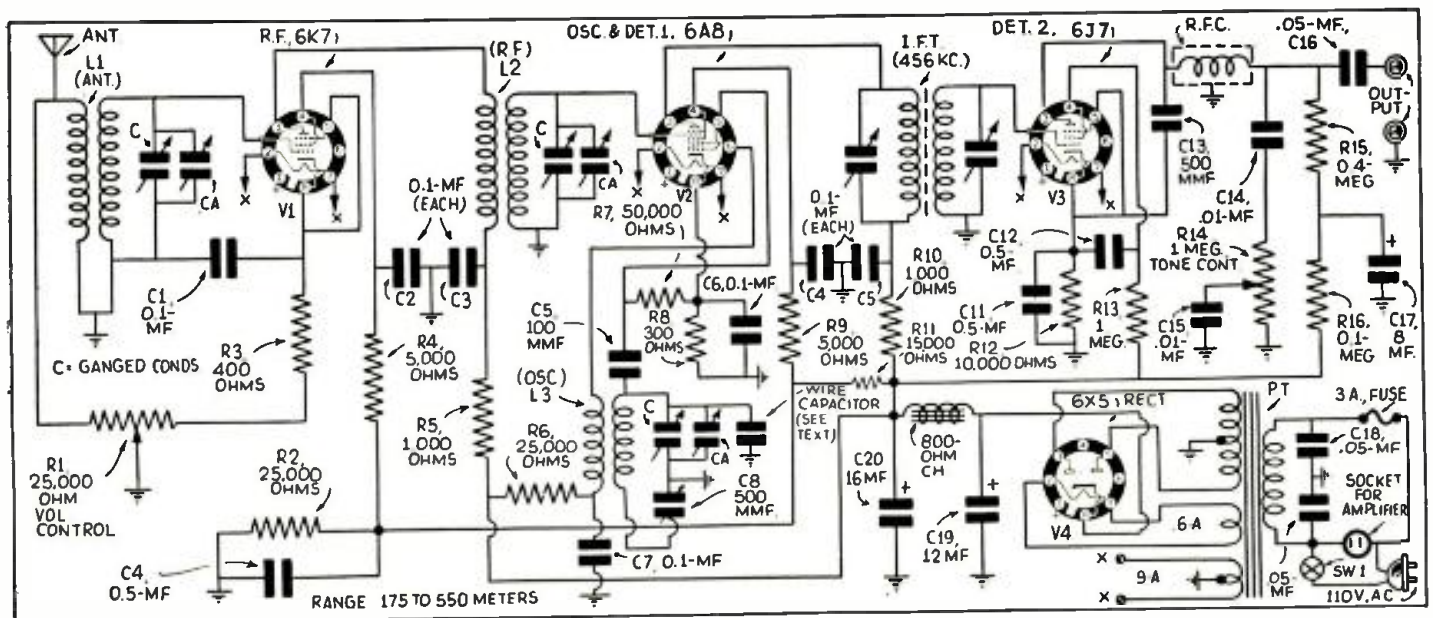 ANT
L1
(ANT.)
R.F., 6K7
(R F)
L2
OSC. & DET. 1, 6A8
I.F.T
(456 KC.)
DET. 2, 6J7
R.F.C.
.05-MF.,
C16
OUT-
PUT
C
CA
X
X
V1
0.1-MF
(EACH)
C
CA
X
X
V2
R7, 50,000
OHMS
0.1-
MF
(EACH)
X
X
V3
C13,
500
MMF
C14,
.01-MF
R15,
0.4-
MEG
C1,
0.1-
MF
C2
C3
C4
C5
R10
1,000
OHMS
C12
0.5-
MF
R14
1 MEG.
TONE CONT
C6, 0.1-MF
C5
100
MMF
R8
300
OHMS
R9,
5,000
OHMS
R11
15000
OHMS
C11
0.5-MF
R12
10,000 OHMS
R13
1
MEG.
C15
.01-
MF
R16,
0.1-
MEG
C17,
8
MF.
C = GANGED CONDS
R3,
400
OHMS
R4,
5,000
OHMS
(OSC)
L3
WIRE
CAPACITOR
(SEE
TEXT)
C
CA
800-
OHM
CH
6X5, RECT
V4
PT
3 A., FUSE
C18,
.05-MF
SOCKET
FOR
AMPLIFIER
R1,
25,000
OHM
VOL
CONTROL
R2,
25,000
OHMS
R5,
1,000
OHMS
R6,
25,000
OHMS
C8
500
MMF.
C20
16 MF
C19,
12 MF
.6 A
X
9 A
X
.05-
MF
SW 1
110V., AC
C4,
0.5-MF
C7, 0.1-MF
RANGE 175 TO 550 METERS